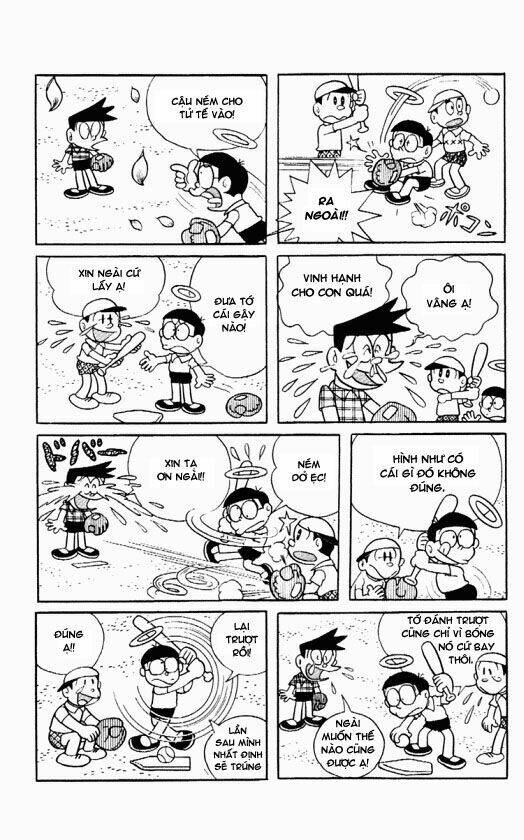 CẬU NÉM CHO
TỬ TẾ VÀO!
RA
NGOÀI!!
ポコッ
XIN NGÀI CỨ
LẤY Ạ!
ĐƯA TỚ
CÁI GẬY
NÀO!
VINH HẠNH
CHO CON QUÁ!
ÔI
VÂNG Ạ!
XIN TẠ
ƠN NGÀI!!
NÉM
DỞ ẸC!
HÌNH NHƯ CÓ
CÁI GÌ ĐÓ KHÔNG
ĐÚNG.
ĐÚNG
Ạ!!
LẠI
TRƯỢT
RỒI!
LẦN
SAU MÌNH
NHẤT ĐỊNH
SẼ TRÚNG
TỚ ĐÁNH TRƯỢT
CŨNG CHỈ VÌ BÓNG
NÓ CỨ BAY
THÔI.
NGÀI
MUỐN THẾ
NÀO CŨNG
ĐƯỢC Ạ!